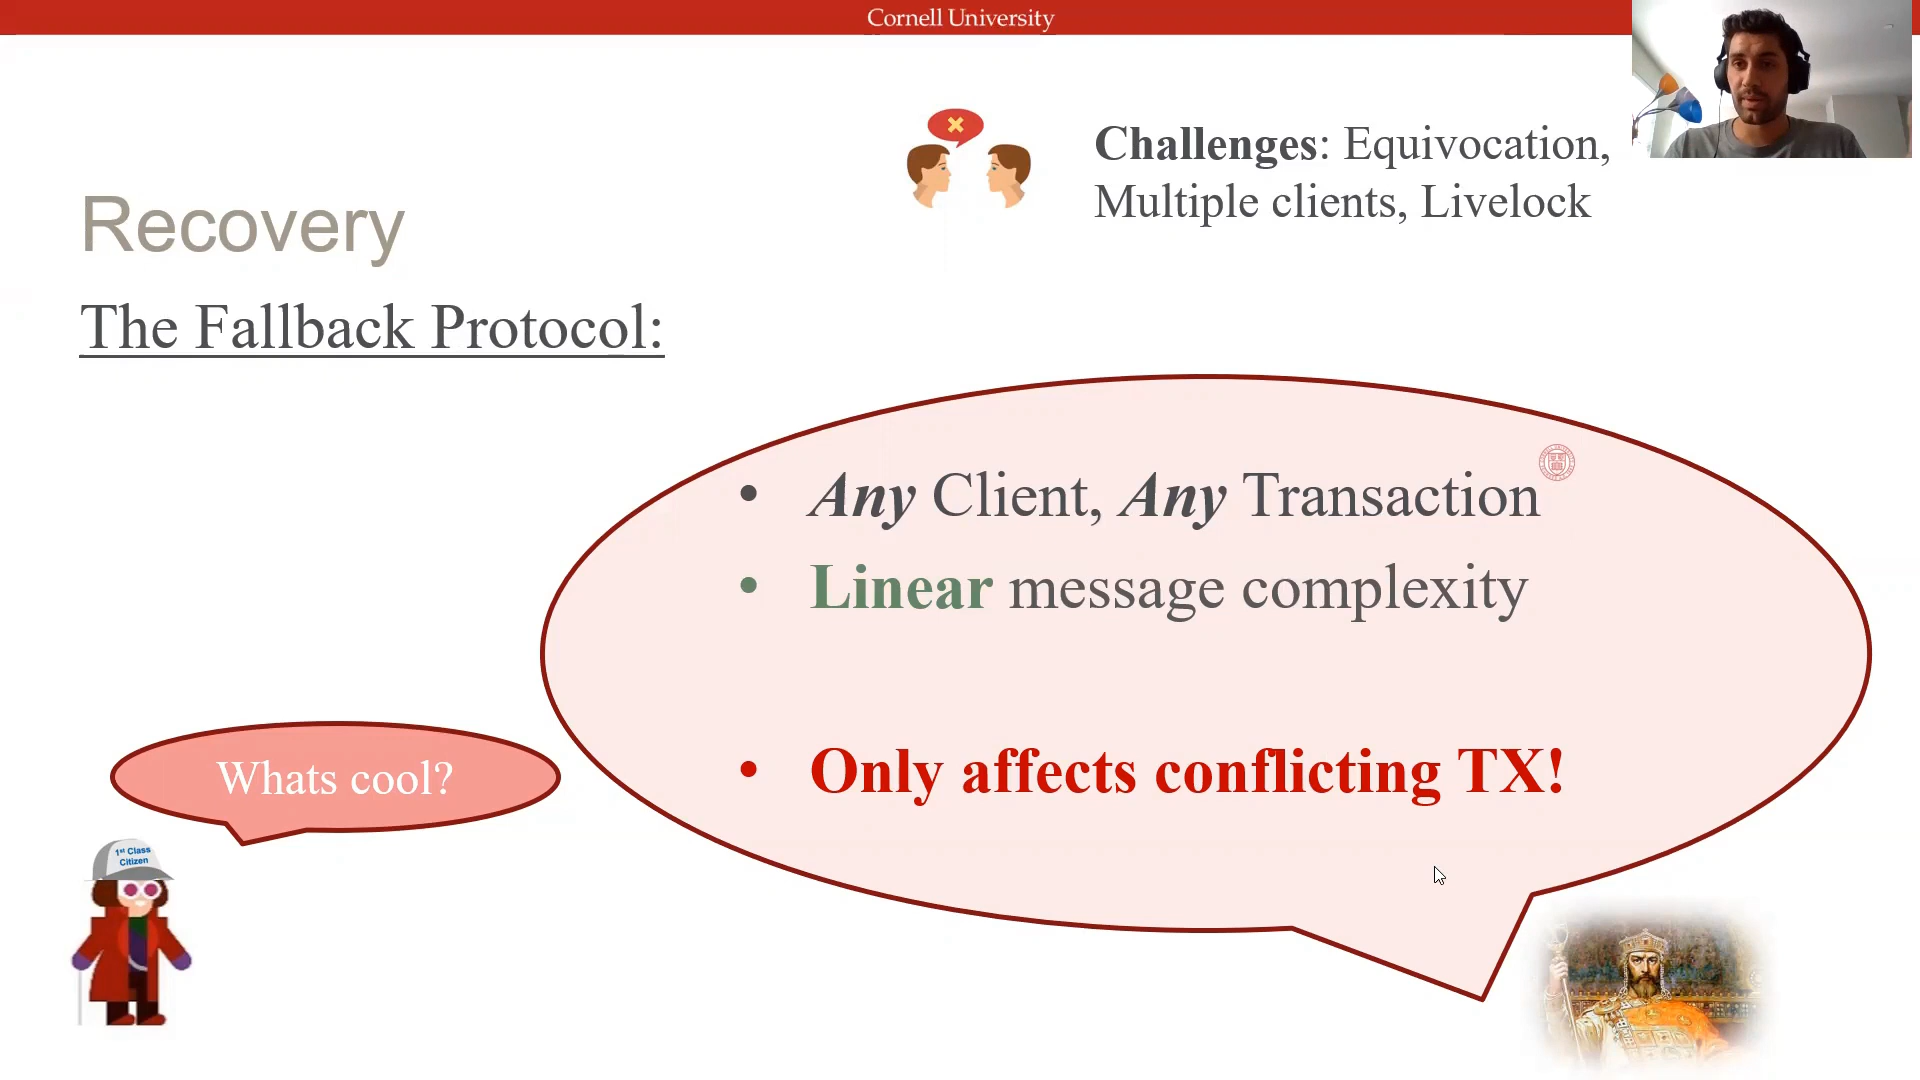 Cornell University
Challenges: Equivocation,
Multiple clients, Livelock
Recovery
The Fallback Protocol:
• Any Client, Any Transaction
• Linear message complexity
• Only affects conflicting TX!
Whats cool?
1st Class
Citizen